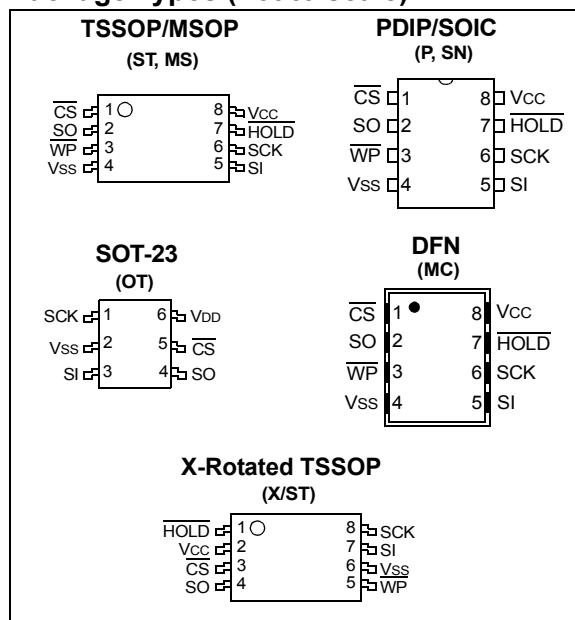 TSSOP/MSOP
(ST, MS)
CS 1 8 VCC
SO 2 7 HOLD
WP 3 6 SCK
VSS 4 5 SI
PDIP/SOIC
(P, SN)
CS 1 8 VCC
SO 2 7 HOLD
WP 3 6 SCK
VSS 4 5 SI
SOT-23
(OT)
SCK 1 6 VDD
VSS 2 5 CS
SI 3 4 SO
DFN
(MC)
CS 1 8 VCC
SO 2 7 HOLD
WP 3 6 SCK
VSS 4 5 SI
X-Rotated TSSOP
(X/ST)
HOLD 1 8 SCK
VCC 2 7 SI
CS 3 6 VSS
SO 4 5 WP